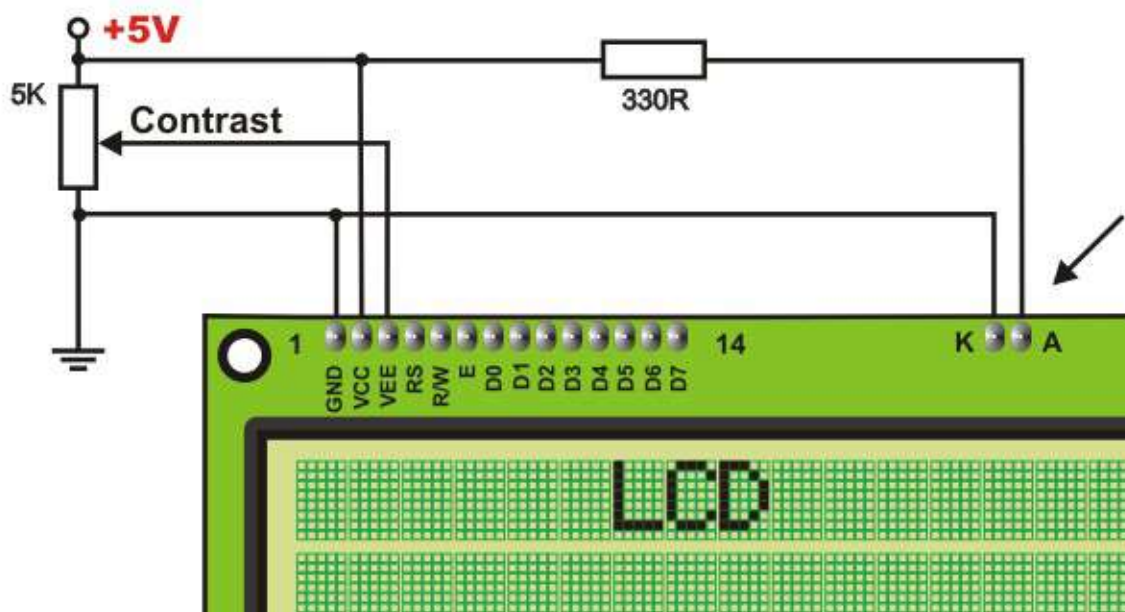 +5V
5K
Contrast
330R
1
14
K
A
GND
VCC
VEE
RS
R/W
E
D0
D1
D2
D3
D4
D5
D6
D7
LCD